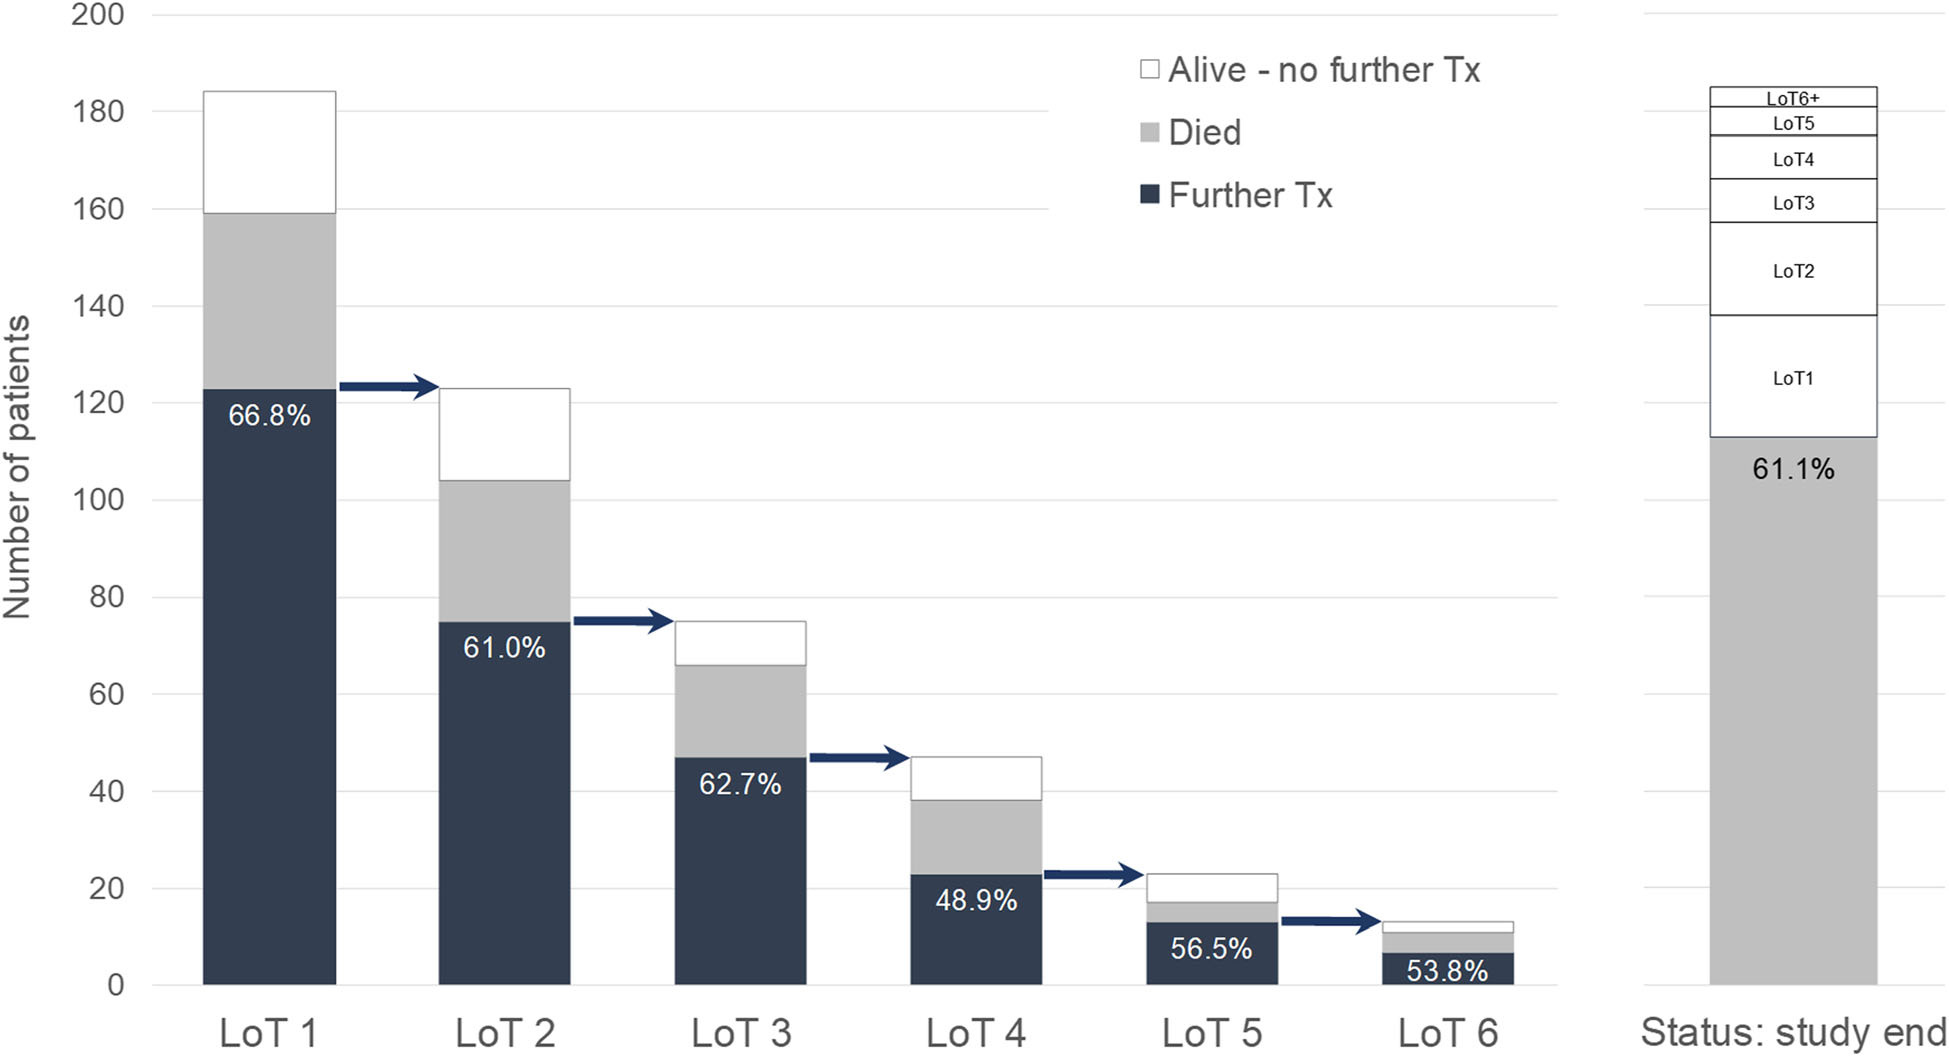 Number of patients
200
180
160
140
120
100
80
60
40
20
0
Alive - no further Tx
Died
Further Tx
66.8%
61.0%
62.7%
48.9%
56.5%
53.8%
LoT 1
LoT 2
LoT 3
LoT 4
LoT 5
LoT 6
LoT6+
LoT5
LoT4
LoT3
LoT2
LoT1
61.1%
Status: study end